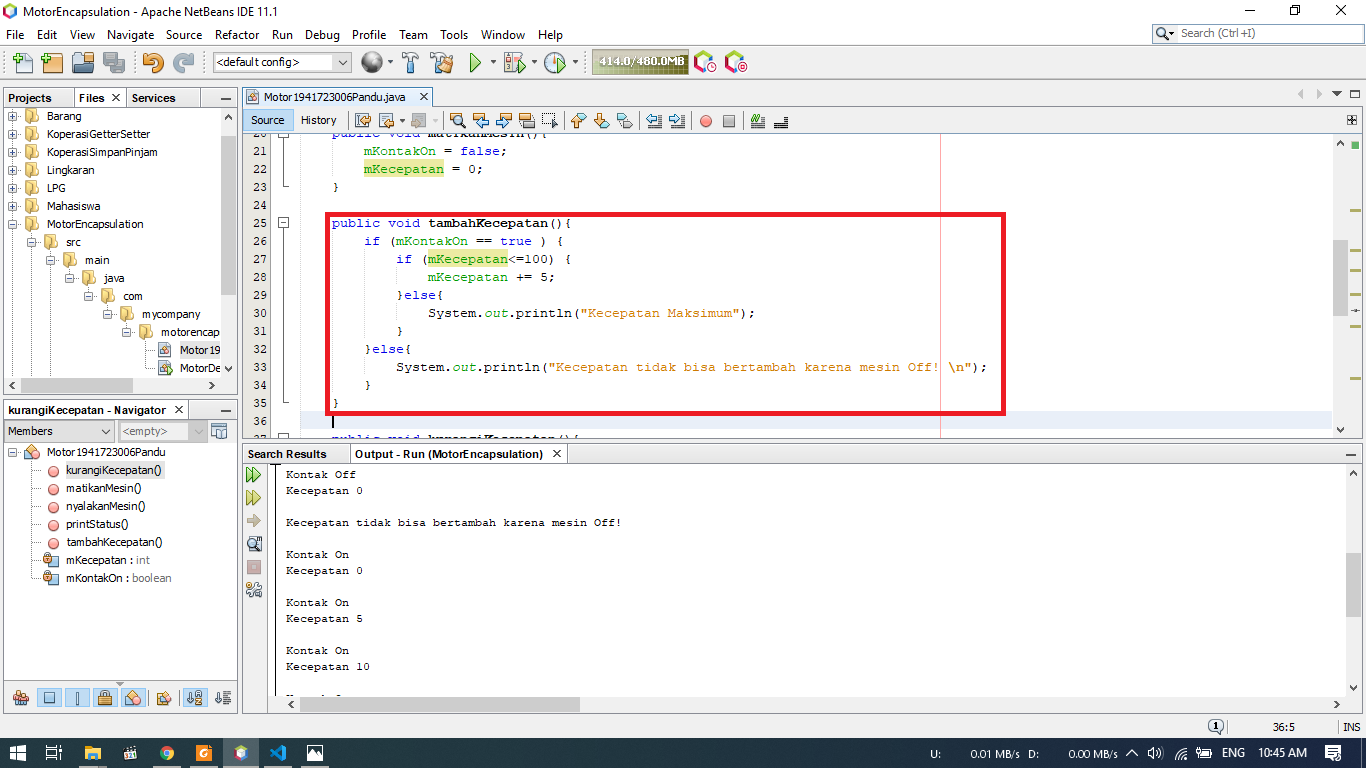 MotorEncapsulation - Apache NetBeans IDE 11.1
File Edit View Navigate Source Refactor Run Debug Profile Team Tools Window Help
Search (Ctrl+I)
<default config>
414.0/480.0MB
Projects Files Services
Barang
KoperasiGetterSetter
KoperasiSimpanPinjam
Lingkaran
LPG
Mahasiswa
MotorEncapsulation
src
main
java
com
mycompany
motorencap
Motor19
MotorDe
kurangiKecepatan - Navigator
Members <empty>
Motor1941723006Pandu
kurangiKecepatan()
matikanMesin()
nyalakanMesin()
printStatus()
tambahKecepatan()
mKecepatan : int
mKontakOn : boolean
Motor1941723006Pandu.java
Source History
20 public void matikanMesin(){
21 mKontakOn = false;
22 mKecepatan = 0;
23 }
24
25 public void tambahKecepatan(){
26 if (mKontakOn == true ) {
27 if (mKecepatan<=100) {
28 mKecepatan += 5;
29 }else{
30 System.out.println("Kecepatan Maksimum");
31 }
32 }else{
33 System.out.println("Kecepatan tidak bisa bertambah karena mesin Off! \n");
34 }
35 }
36
37 public void kurangiKecepatan(){
Search Results Output - Run (MotorEncapsulation)
Kontak Off
Kecepatan 0
Kecepatan tidak bisa bertambah karena mesin Off!
Kontak On
Kecepatan 0
Kontak On
Kecepatan 5
Kontak On
Kecepatan 10
1 36:5 INS
U: 0.01 MB/s D: 0.00 MB/s ENG 10:45 AM